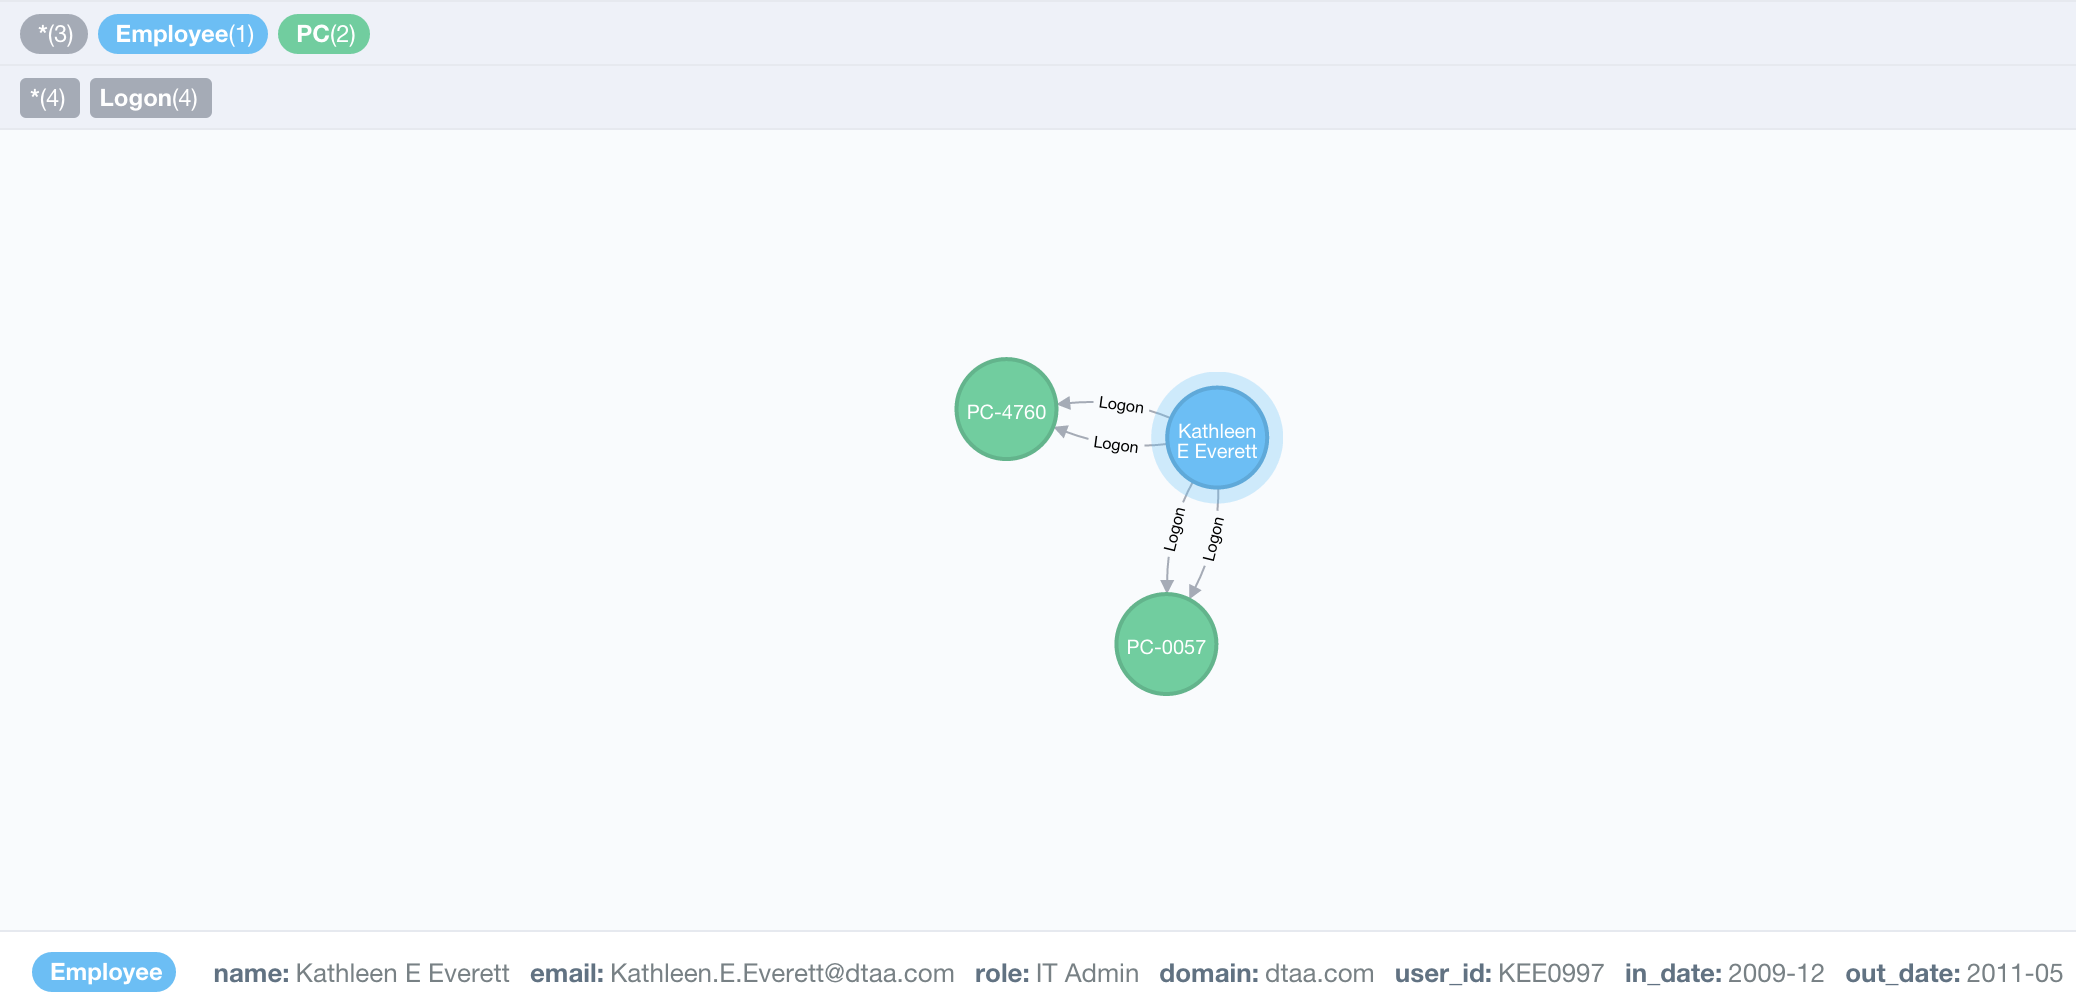 *(3) Employee(1) PC(2)
*(4) Logon(4)
PC-4760
Logon
Logon
Kathleen
E Everett
Logon
Logon
PC-0057
Employee name: Kathleen E Everett email: Kathleen.E.Everett@dtaa.com role: IT Admin domain: dtaa.com user_id: KEE0997 in_date: 2009-12 out_date: 2011-05